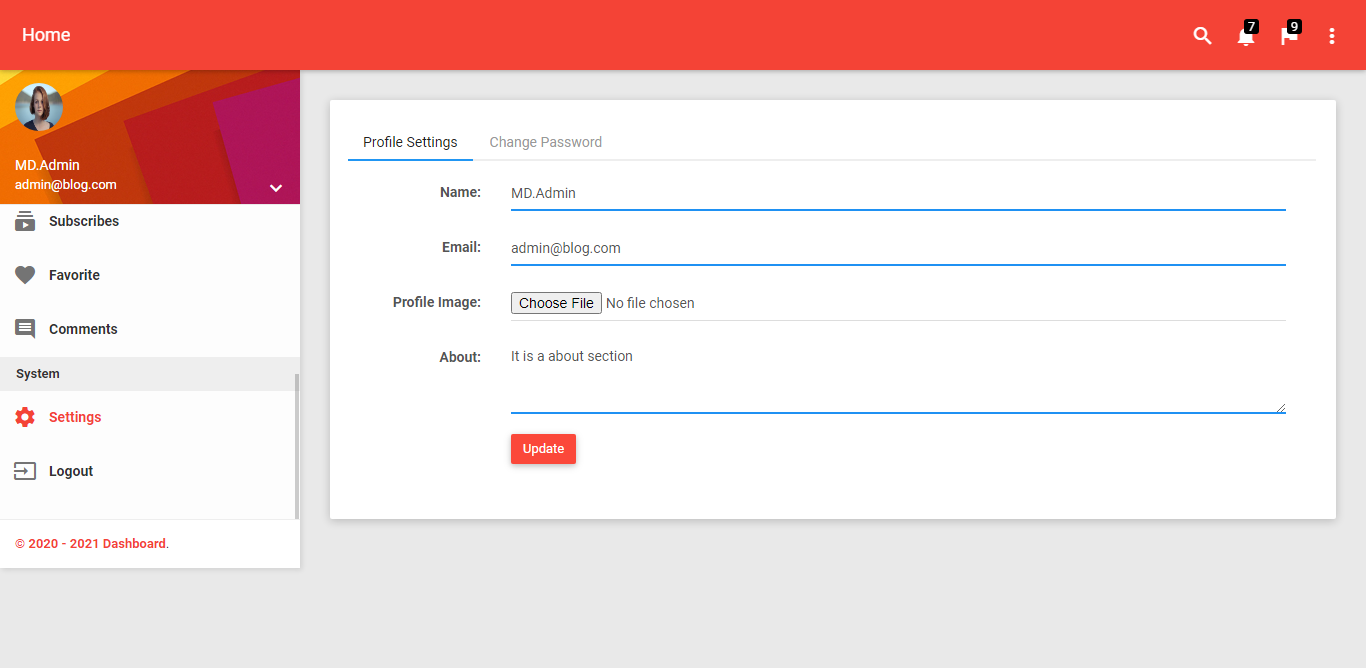 Home
7
9
MD.Admin
admin@blog.com
Subscribes
Favorite
Comments
System
Settings
Logout
© 2020 - 2021 Dashboard.
Profile Settings
Change Password
Name:
MD.Admin
Email:
admin@blog.com
Profile Image:
Choose File No file chosen
About:
It is a about section
Update